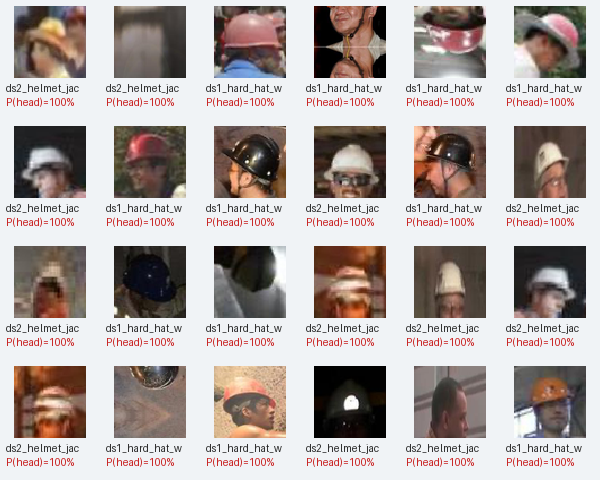 ds2_helmet_jac ds2_helmet_jac ds1_hard_hat_w ds1_hard_hat_w ds1_hard_hat_w ds1_hard_hat_w
P(head)=100% P(head)=100% P(head)=100% P(head)=100% P(head)=100% P(head)=100%
ds2_helmet_jac ds1_hard_hat_w ds1_hard_hat_w ds2_helmet_jac ds1_hard_hat_w ds2_helmet_jac
P(head)=100% P(head)=100% P(head)=100% P(head)=100% P(head)=100% P(head)=100%
ds2_helmet_jac ds1_hard_hat_w ds1_hard_hat_w ds2_helmet_jac ds2_helmet_jac ds2_helmet_jac
P(head)=100% P(head)=100% P(head)=100% P(head)=100% P(head)=100% P(head)=100%
ds2_helmet_jac ds1_hard_hat_w ds1_hard_hat_w ds2_helmet_jac ds2_helmet_jac ds1_hard_hat_w
P(head)=100% P(head)=100% P(head)=100% P(head)=100% P(head)=100% P(head)=100%